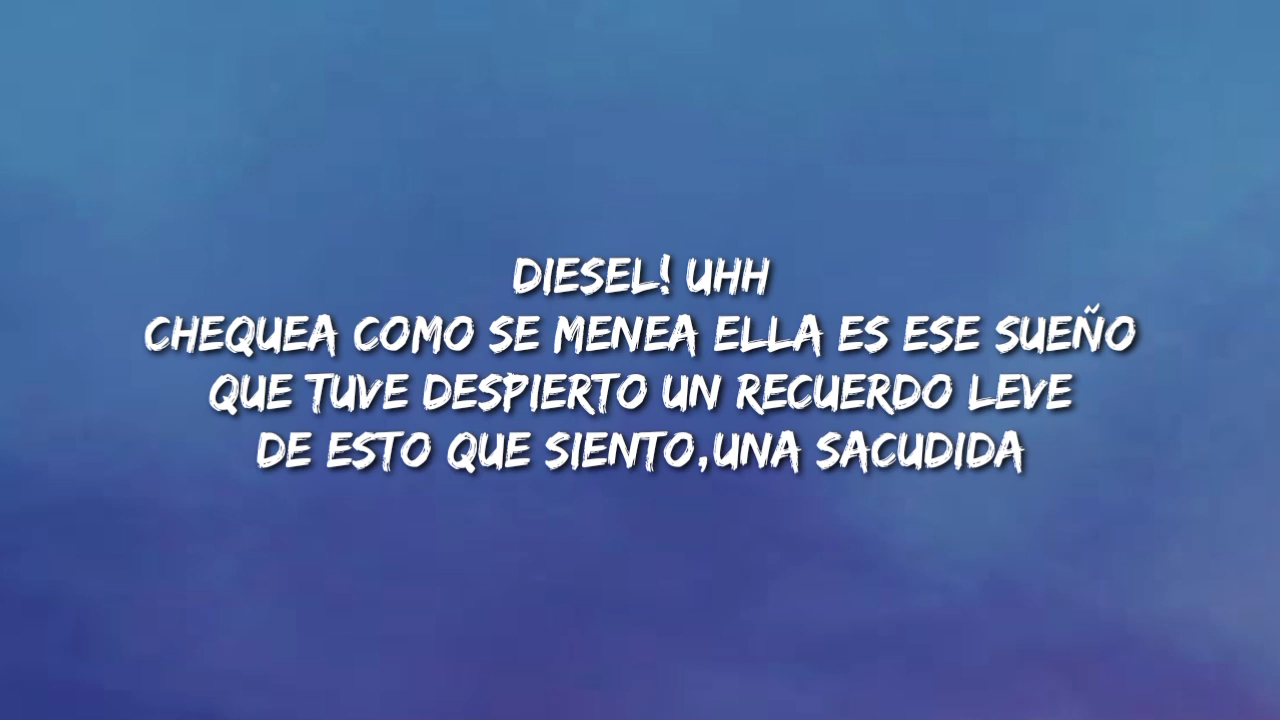 DIESEL! UHH
CHEQUEA COMO SE MENEA ELLA ES ESE SUEÑO
QUE TUVE DESPIERTO UN RECUERDO LEVE
DE ESTO QUE SIENTO,UNA SACUDIDA